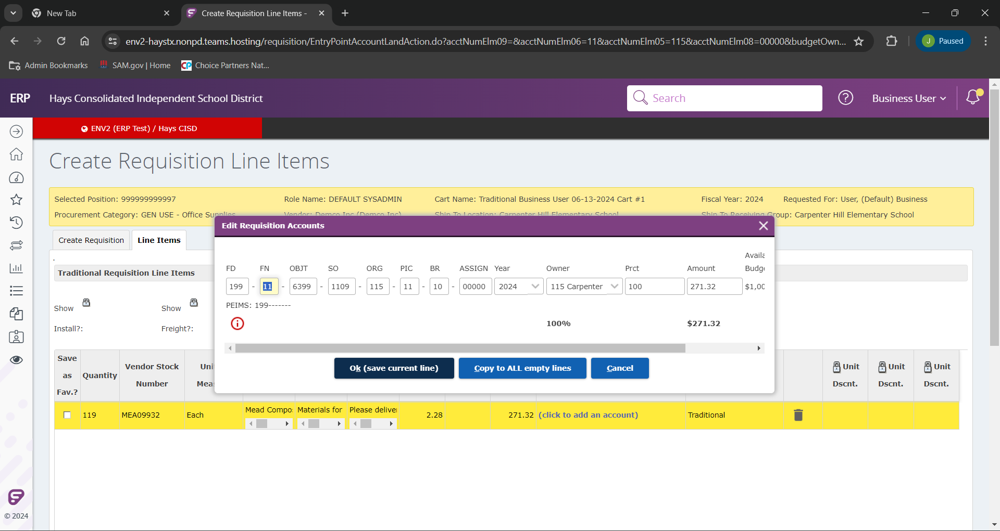 New Tab
Create Requisition Line Items -
env2-haystx.nonpd.teams.hosting/requisition/EntryPointAccountLandAction.do?acctNumElm09=&acctNumElm06=11&acctNumElm05=115&acctNumElm08=00000&budgetOwn...
J Paused
Admin Bookmarks
SAM.gov | Home
CP Choice Partners Nat...
ERP Hays Consolidated Independent School District
Search
? Business User
ENV2 (ERP Test) / Hays CISD
Create Requisition Line Items
Selected Position: 999999999997 Role Name: DEFAULT SYSADMIN Cart Name: Traditional Business User 06-13-2024 Cart #1 Fiscal Year: 2024 Requested For: User, (Default) Business
Procurement Category: GEN USE - Office Supplies Vendor: Demco Inc (Demco Inc) Ship To Location: Carpenter Hill Elementary School Ship To Receiving Group: Carpenter Hill Elementary School
Create Requisition Line Items
.
Traditional Requisition Line Items
Show Show
Install?: Freight?:
Edit Requisition Accounts
Availa
FD FN OBJT SO ORG PIC BR ASSIGN Year Owner Prct Amount Budge
199 - 11 - 6399 - 1109 - 115 - 11 - 10 - 00000 2024 115 Carpenter 100 271.32 $1,00
PEIMS: 199-------
100% $271.32
Ok (save current line) Copy to ALL empty lines Cancel
Save as Fav.?
Quantity
Vendor Stock Number
Uni
Mea
Unit Dscnt.
Unit Dscnt.
Unit Dscnt.
119 MEA09932 Each Mead Compo Materials for Please delive 2.28 271.32 (click to add an account) Traditional
© 2024